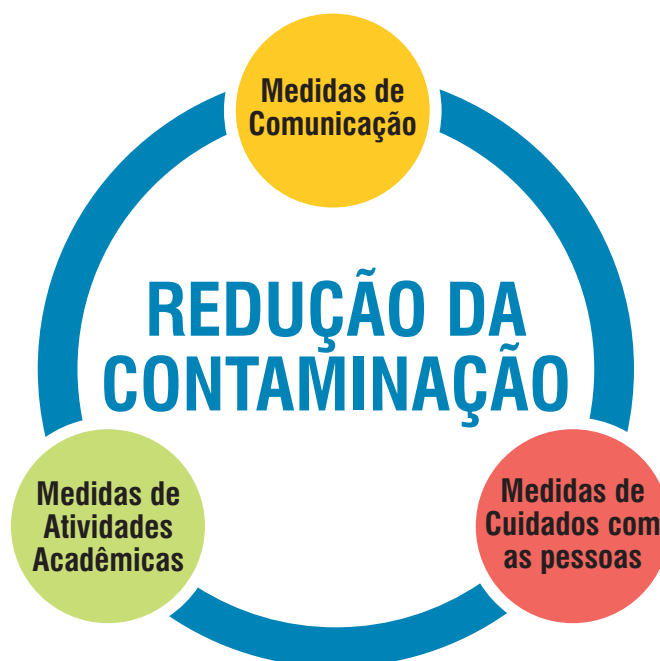 Medidas de
Comunicação
REDUÇÃO DA
CONTAMINAÇÃO
Medidas de
Atividades
Acadêmicas
Medidas de
Cuidados com
as pessoas